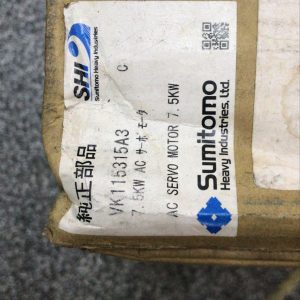 SHI
Sumitomo Heavy Industries
純正部品
C
VK115315A3
7.5KW AC サーボ モータ
AC SERVO MOTOR 7.5KW
Sumitomo
Heavy Industries, Ltd.